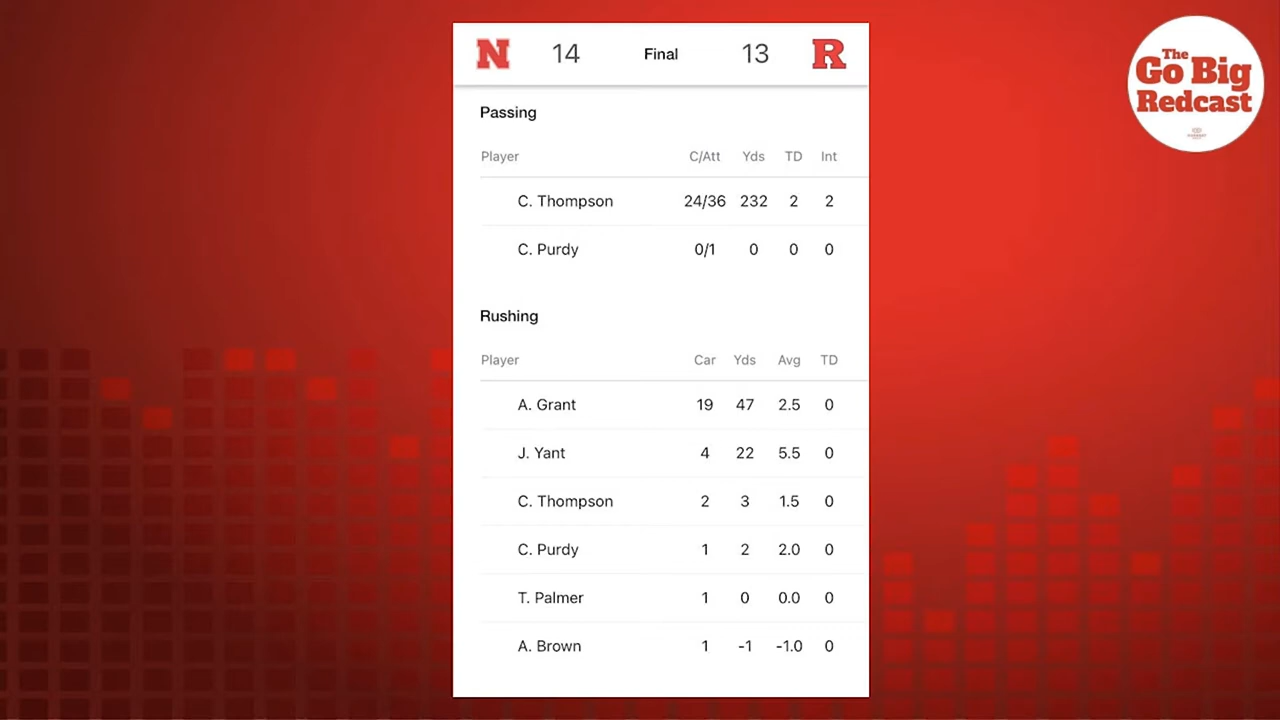 N 14 Final 13 R
The
Go Big
Redcast
Passing
Player C/Att Yds TD Int
C. Thompson 24/36 232 2 2
C. Purdy 0/1 0 0 0
Rushing
Player Car Yds Avg TD
A. Grant 19 47 2.5 0
J. Yant 4 22 5.5 0
C. Thompson 2 3 1.5 0
C. Purdy 1 2 2.0 0
T. Palmer 1 0 0.0 0
A. Brown 1 -1 -1.0 0